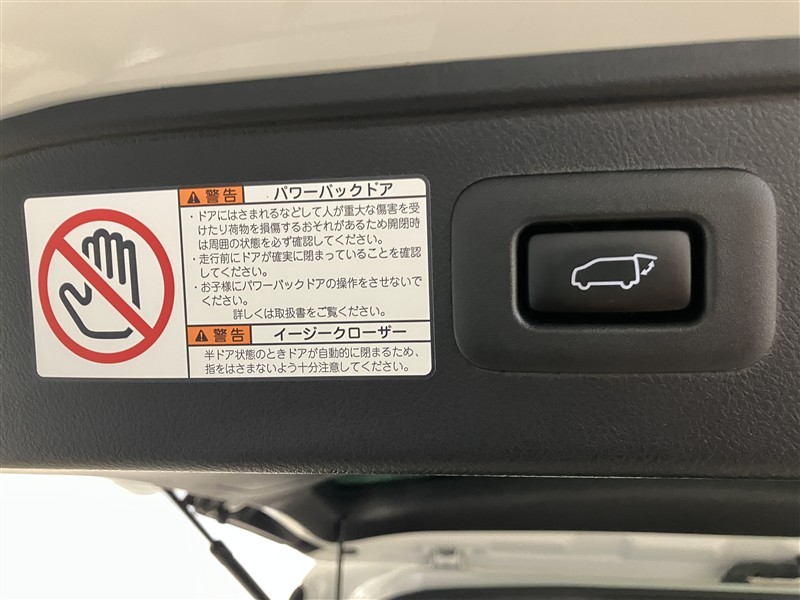 警告 パワーバックドア
・ドアにはさまれるなどして人が重大な傷害を受
けたり荷物を損傷するおそれがあるため開閉時
は周囲の状態を必ず確認してください。
・走行前にドアが確実に閉まっていることを確認
してください。
・お子様にパワーバックドアの操作をさせないで
ください。
詳しくは取扱書をご覧ください。
警告 イージークローザー
半ドア状態のときドアが自動的に閉まるため、
指をはさまないよう十分注意してください。